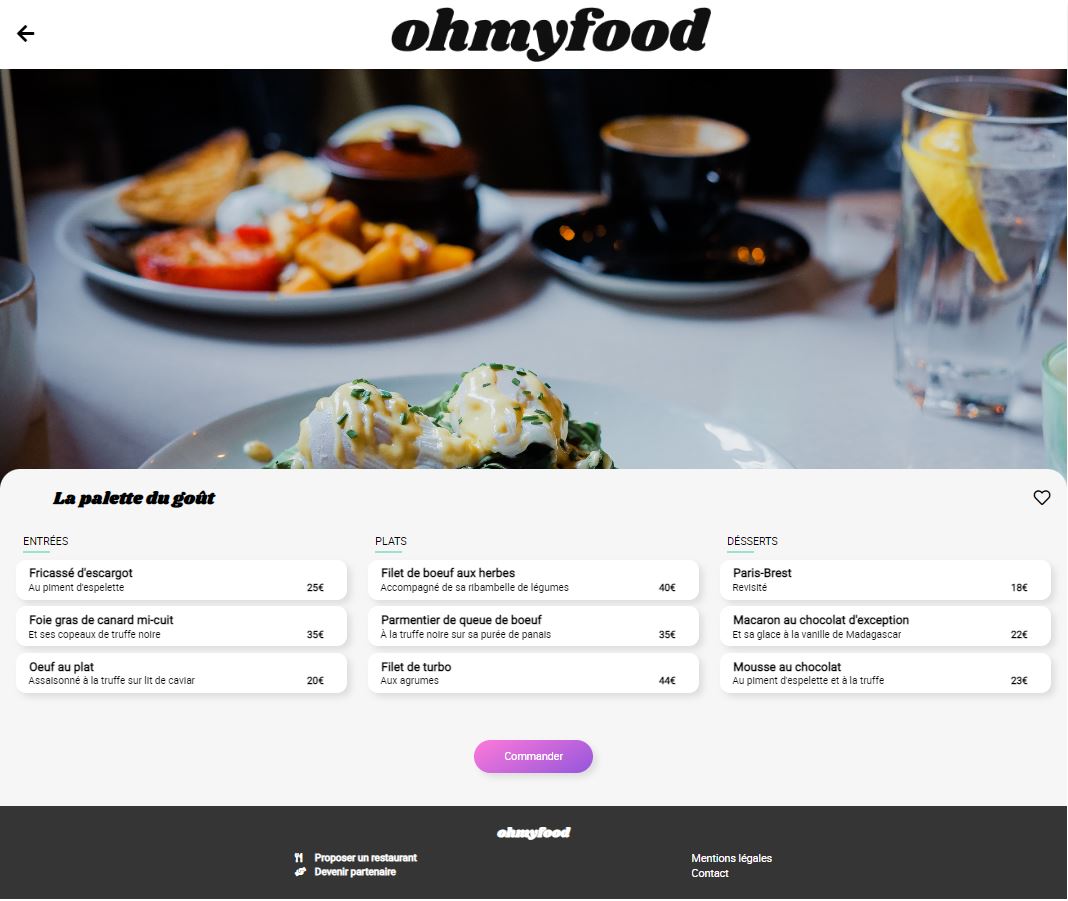 ohmyfood
La palette du goût
ENTRÉES
Fricassé d'escargot
Au piment d'espelette 25€
Foie gras de canard mi-cuit
Et ses copeaux de truffe noire 35€
Oeuf au plat
Assaisonné à la truffe sur lit de caviar 20€
PLATS
Filet de boeuf aux herbes
Accompagné de sa ribambelle de légumes 40€
Parmentier de queue de boeuf
À la truffe noire sur sa purée de panais 35€
Filet de turbo
Aux agrumes 44€
DÉSSERTS
Paris-Brest
Revisité 18€
Macaron au chocolat d'exception
Et sa glace à la vanille de Madagascar 22€
Mousse au chocolat
Au piment d'espelette et à la truffe 23€
Commander
ohmyfood
Proposer un restaurant
Devenir partenaire
Mentions légales
Contact